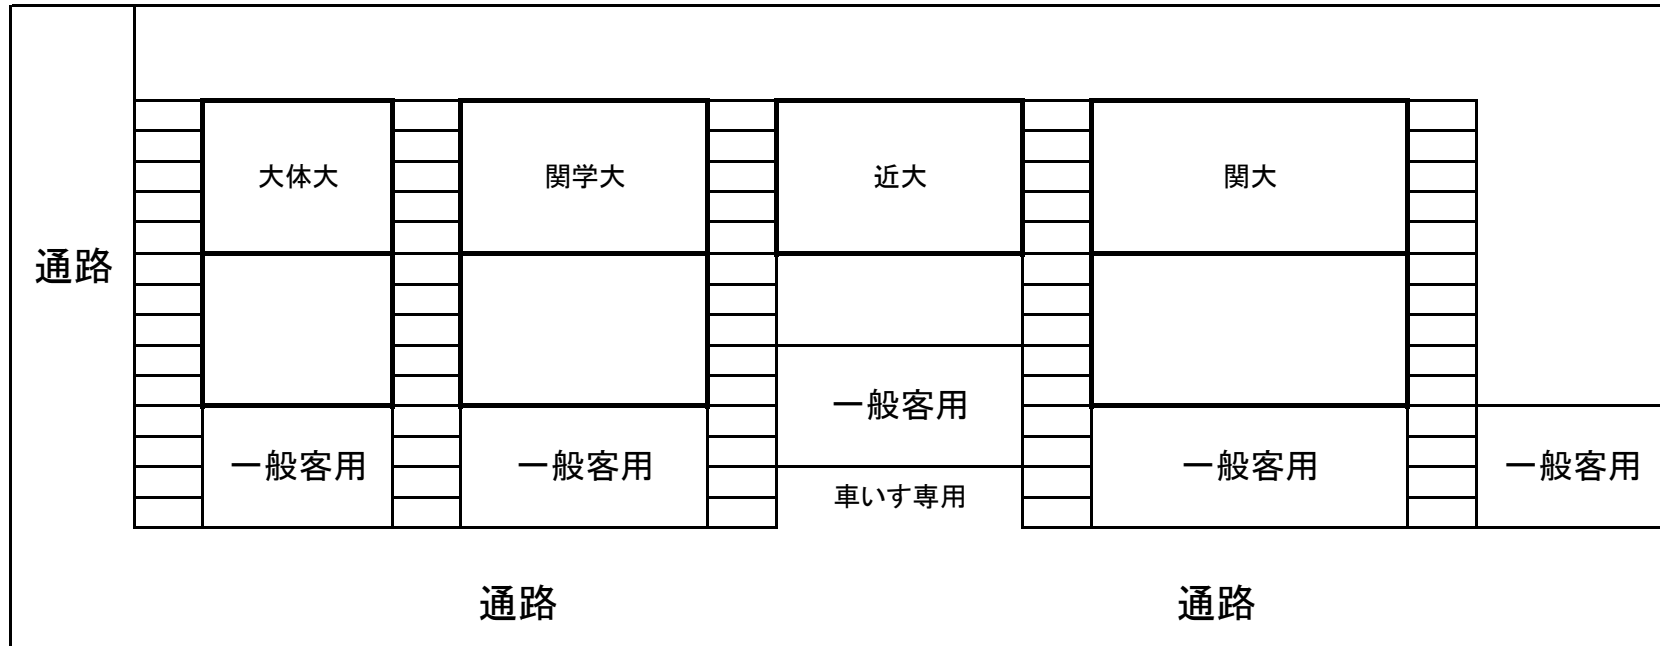 大体大
関学大
近大
関大
通路
一般客用
一般客用
一般客用
一般客用
一般客用
車いす専用
通路
通路